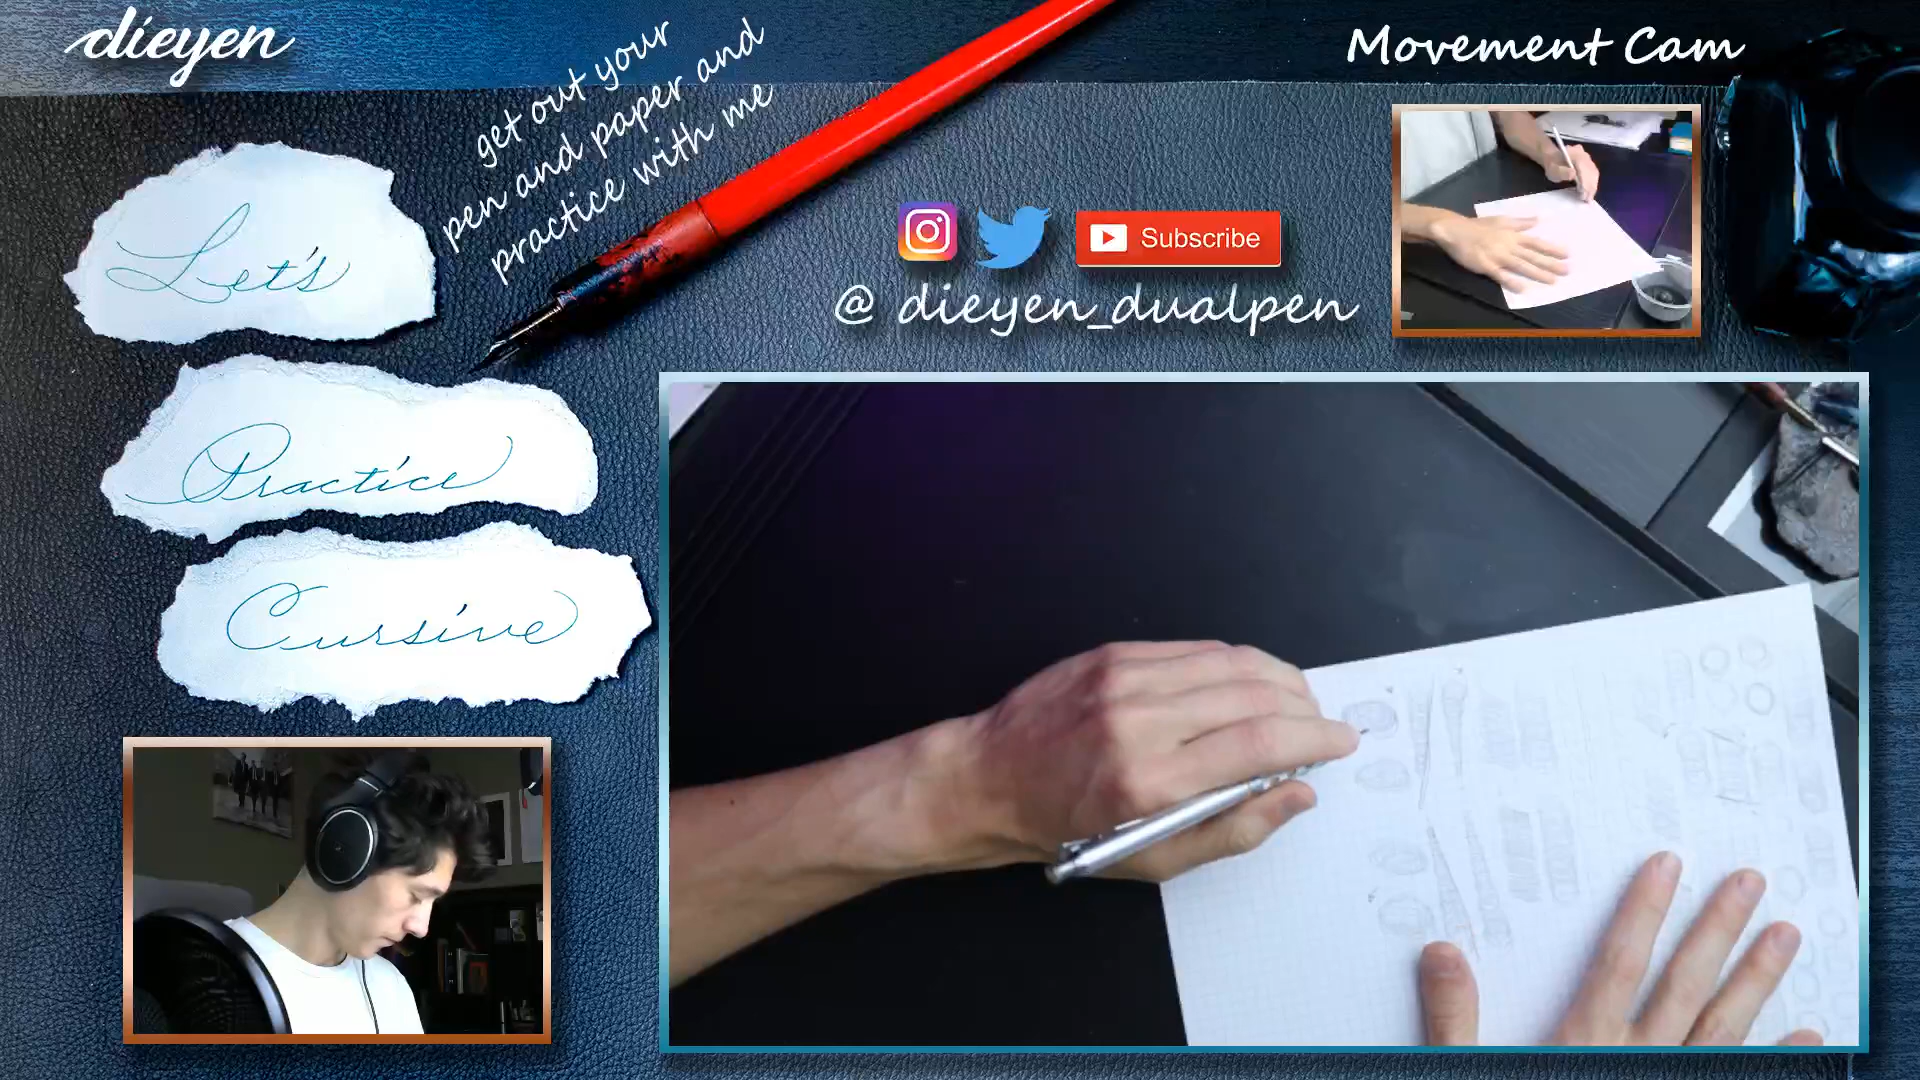 dieyen
get out your
pen and paper and
practice with me
Movement Cam
Let's
Practice
Cursive
Subscribe
@ dieyen_dualpen